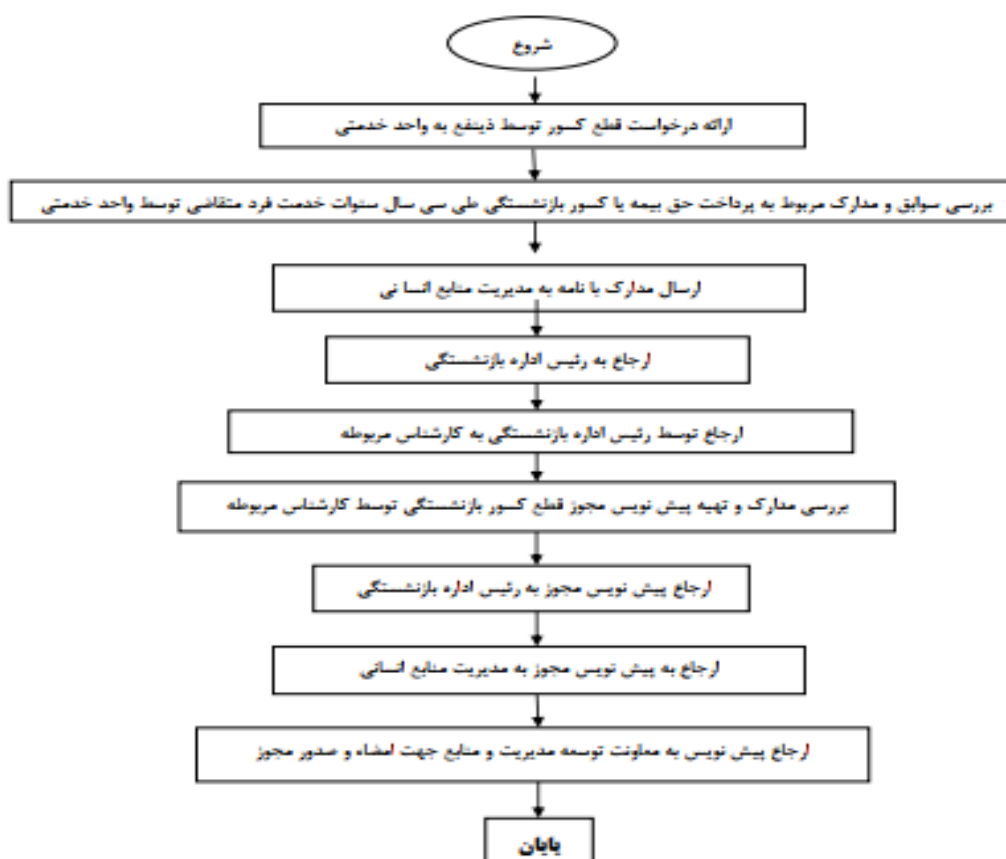 شروع
ارائه درخواست قطع کسور توسط ذینفع به واحد خدمتی
بررسی سوابق و مدارک مربوط به پرداخت حق بیمه یا کسور بازنشستگی طی سی سال سنوات خدمت فرد متقاضی توسط واحد خدمتی
ارسال مدارک با نامه به مدیریت منابع انسا نی
ارجاع به رئیس اداره بازنشستگی
ارجاع توسط رئیس اداره بازنشستگی به کارشناس مربوطه
بررسی مدارک و تهیه پیش نویس مجوز قطع کسور بازنشستگی توسط کارشناس مربوطه
ارجاع پیش نویس مجوز به رئیس اداره بازنشستگی
ارجاع به پیش نویس مجوز به مدیریت منابع انسانی
ارجاع پیش نویس به معاونت توسعه مدیریت و منابع جهت امضاء و صدور مجوز
پایان